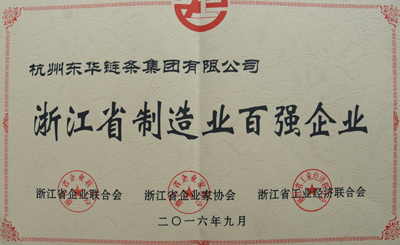 杭州东华链条集团有限公司
浙江省制造业百强企业
浙江省企业联合会 浙江省企业家协会 浙江省工业经济联合会
二〇一六年九月